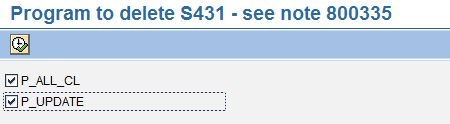 Program to delete S431 - see note 800335
P_ALL_CL
P_UPDATE